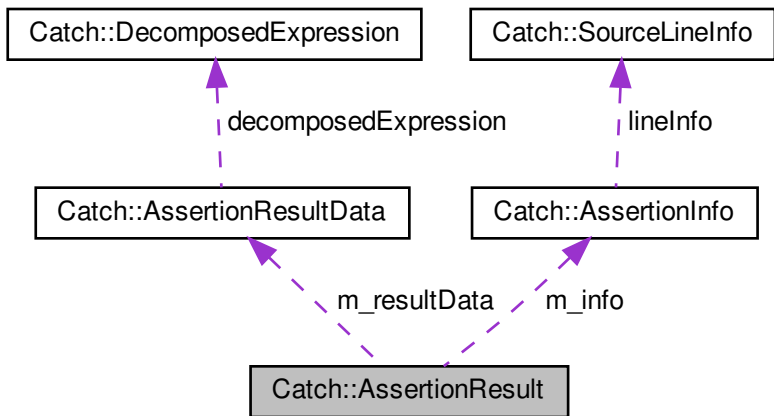 Catch::DecomposedExpression
Catch::SourceLineInfo
decomposedExpression
lineInfo
Catch::AssertionResultData
Catch::AssertionInfo
m_resultData
m_info
Catch::AssertionResult